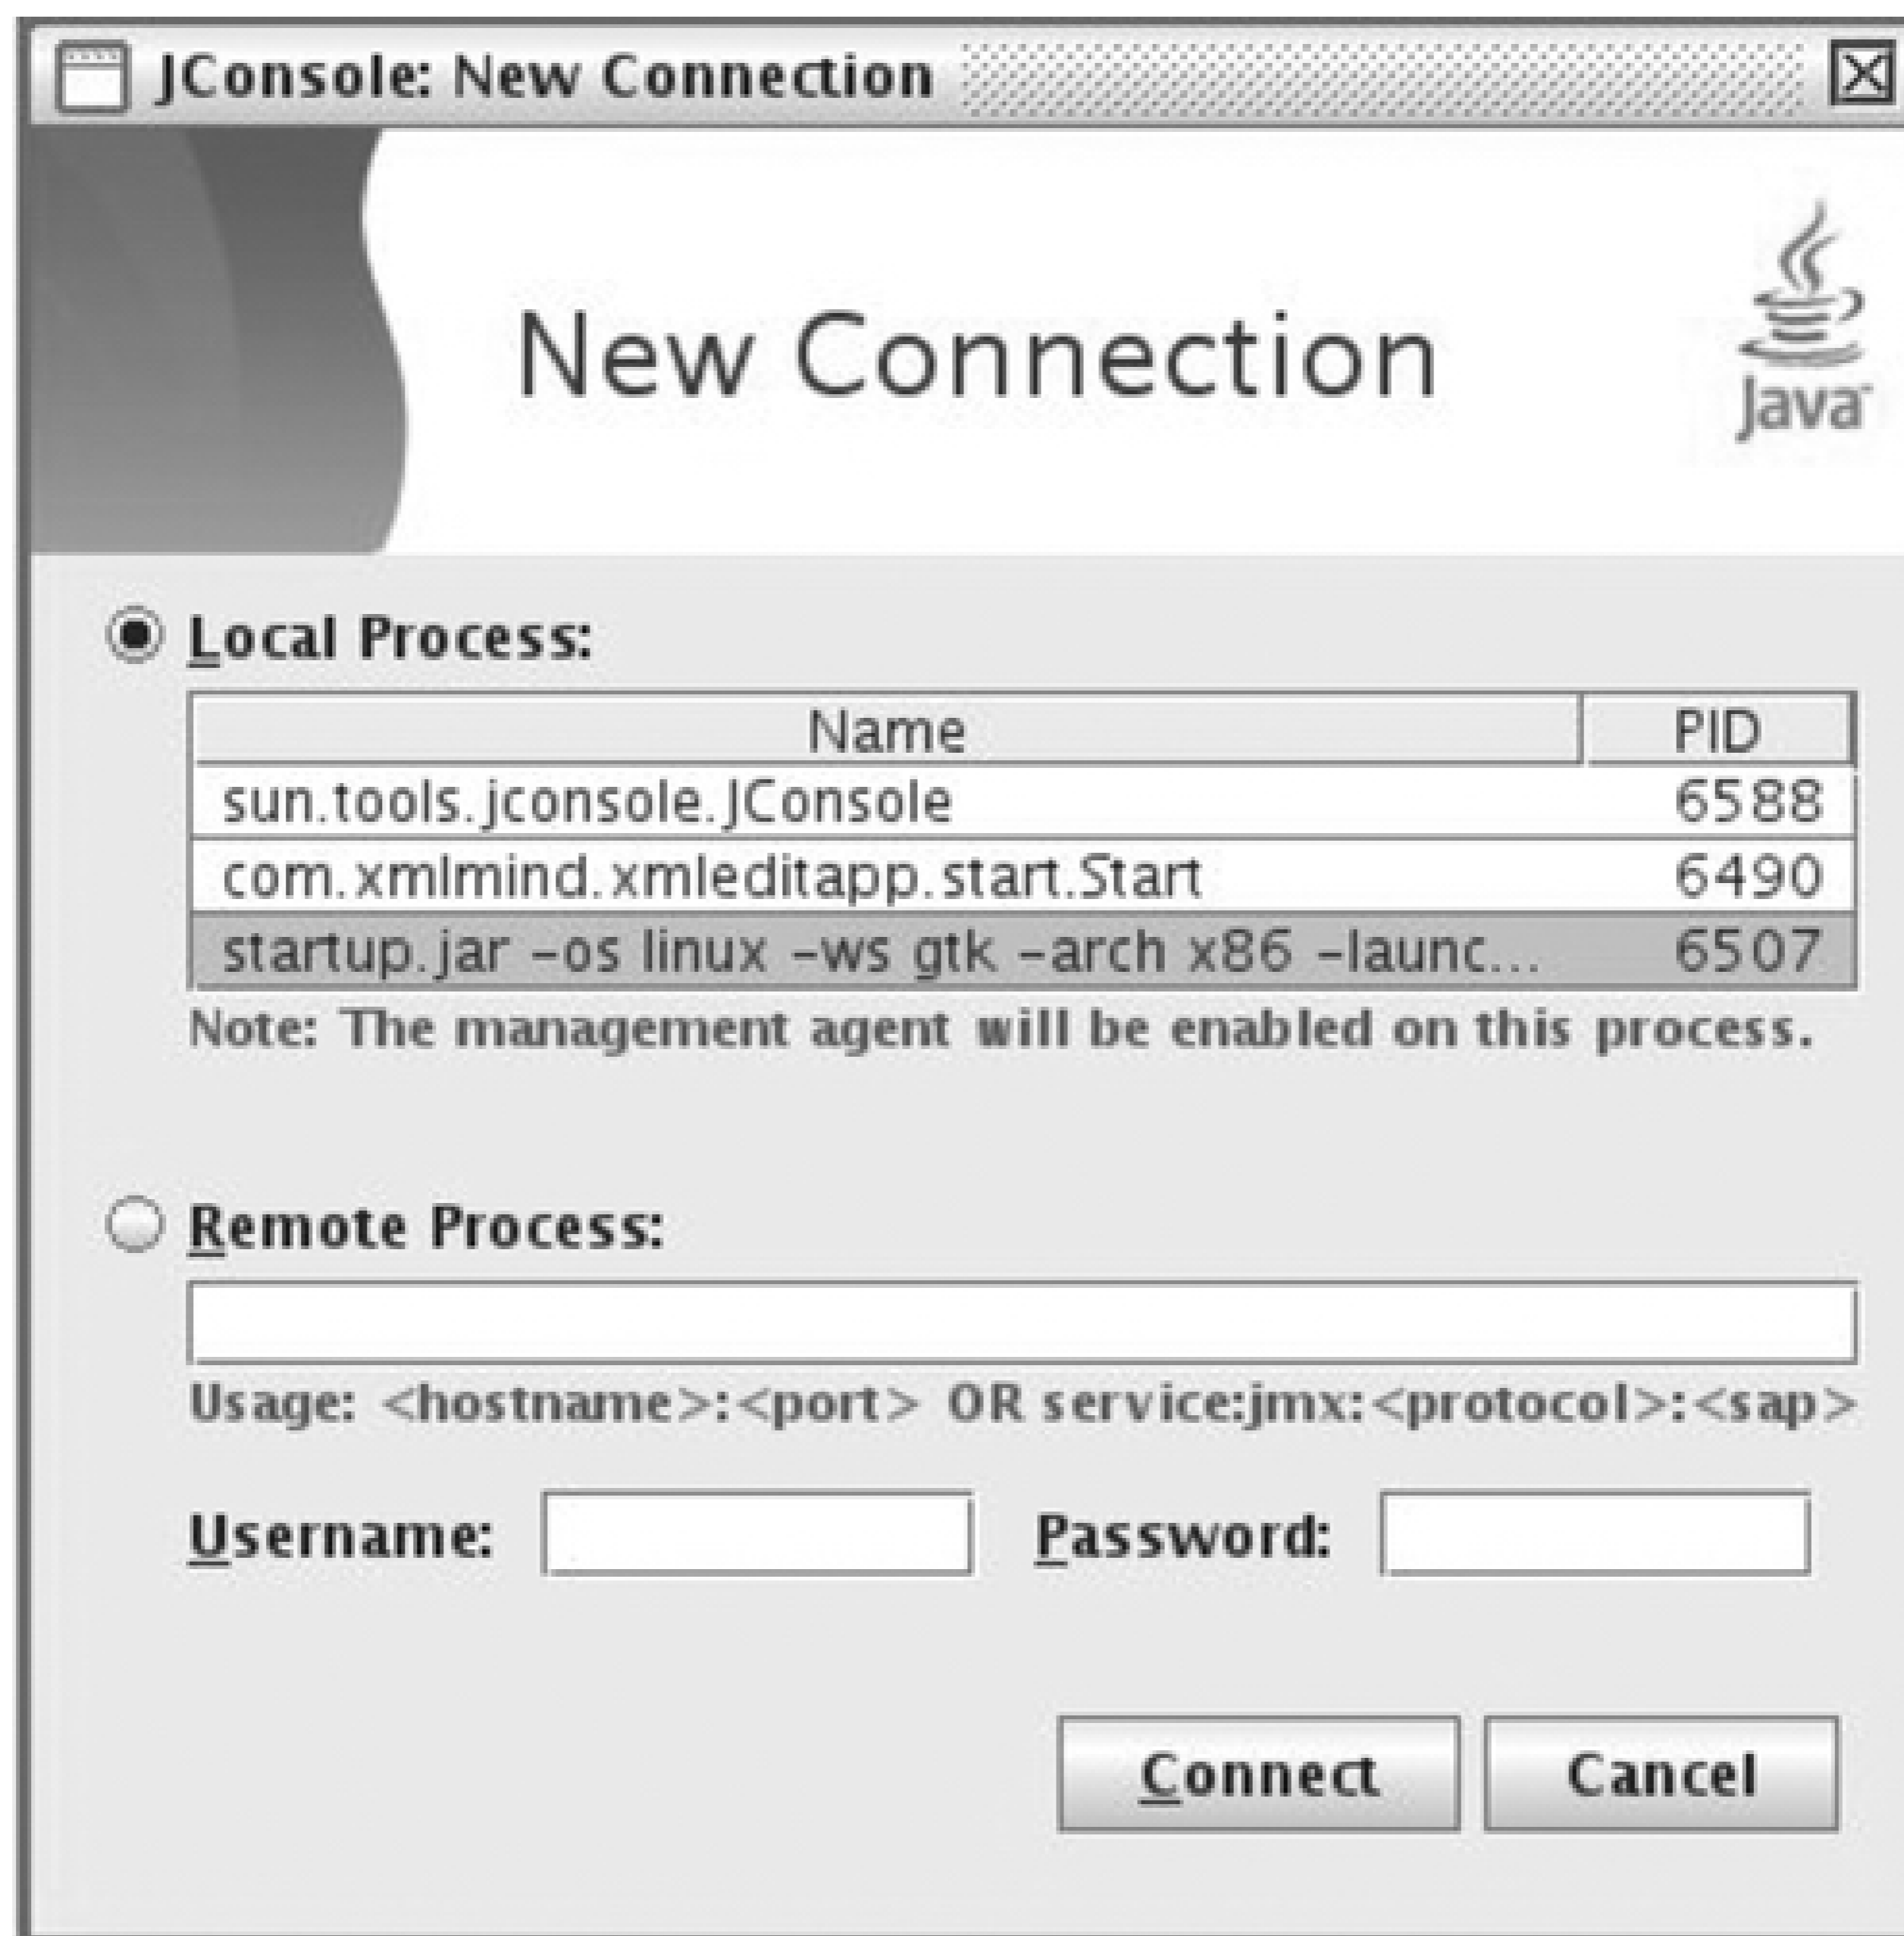 JConsole: New Connection
New Connection
Java
Local Process:
Name PID
sun.tools.jconsole.JConsole 6588
com.xmlmind.xmleditapp.start.Start 6490
startup.jar -os linux -ws gtk -arch x86 -launc... 6507
Note: The management agent will be enabled on this process.
Remote Process:
Usage: <hostname>:<port> OR service:jmx:<protocol>:<sap>
Username: Password:
Connect Cancel